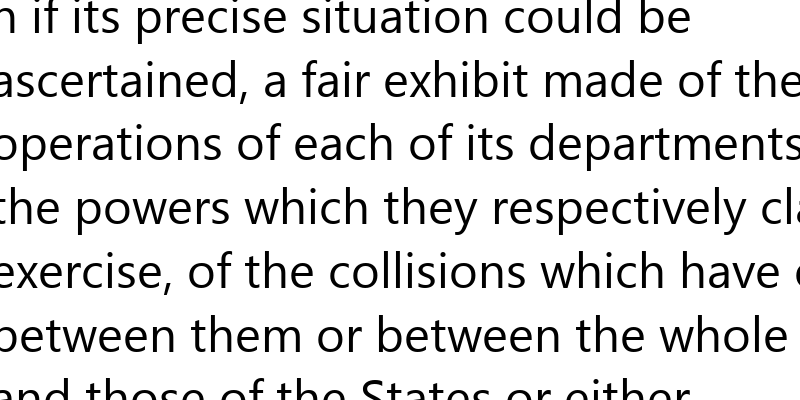 if its precise situation could be
ascertained, a fair exhibit made of the
operations of each of its departments
the powers which they respectively
exercise, of the collisions which have
between them or between the whole
and those of the States or either